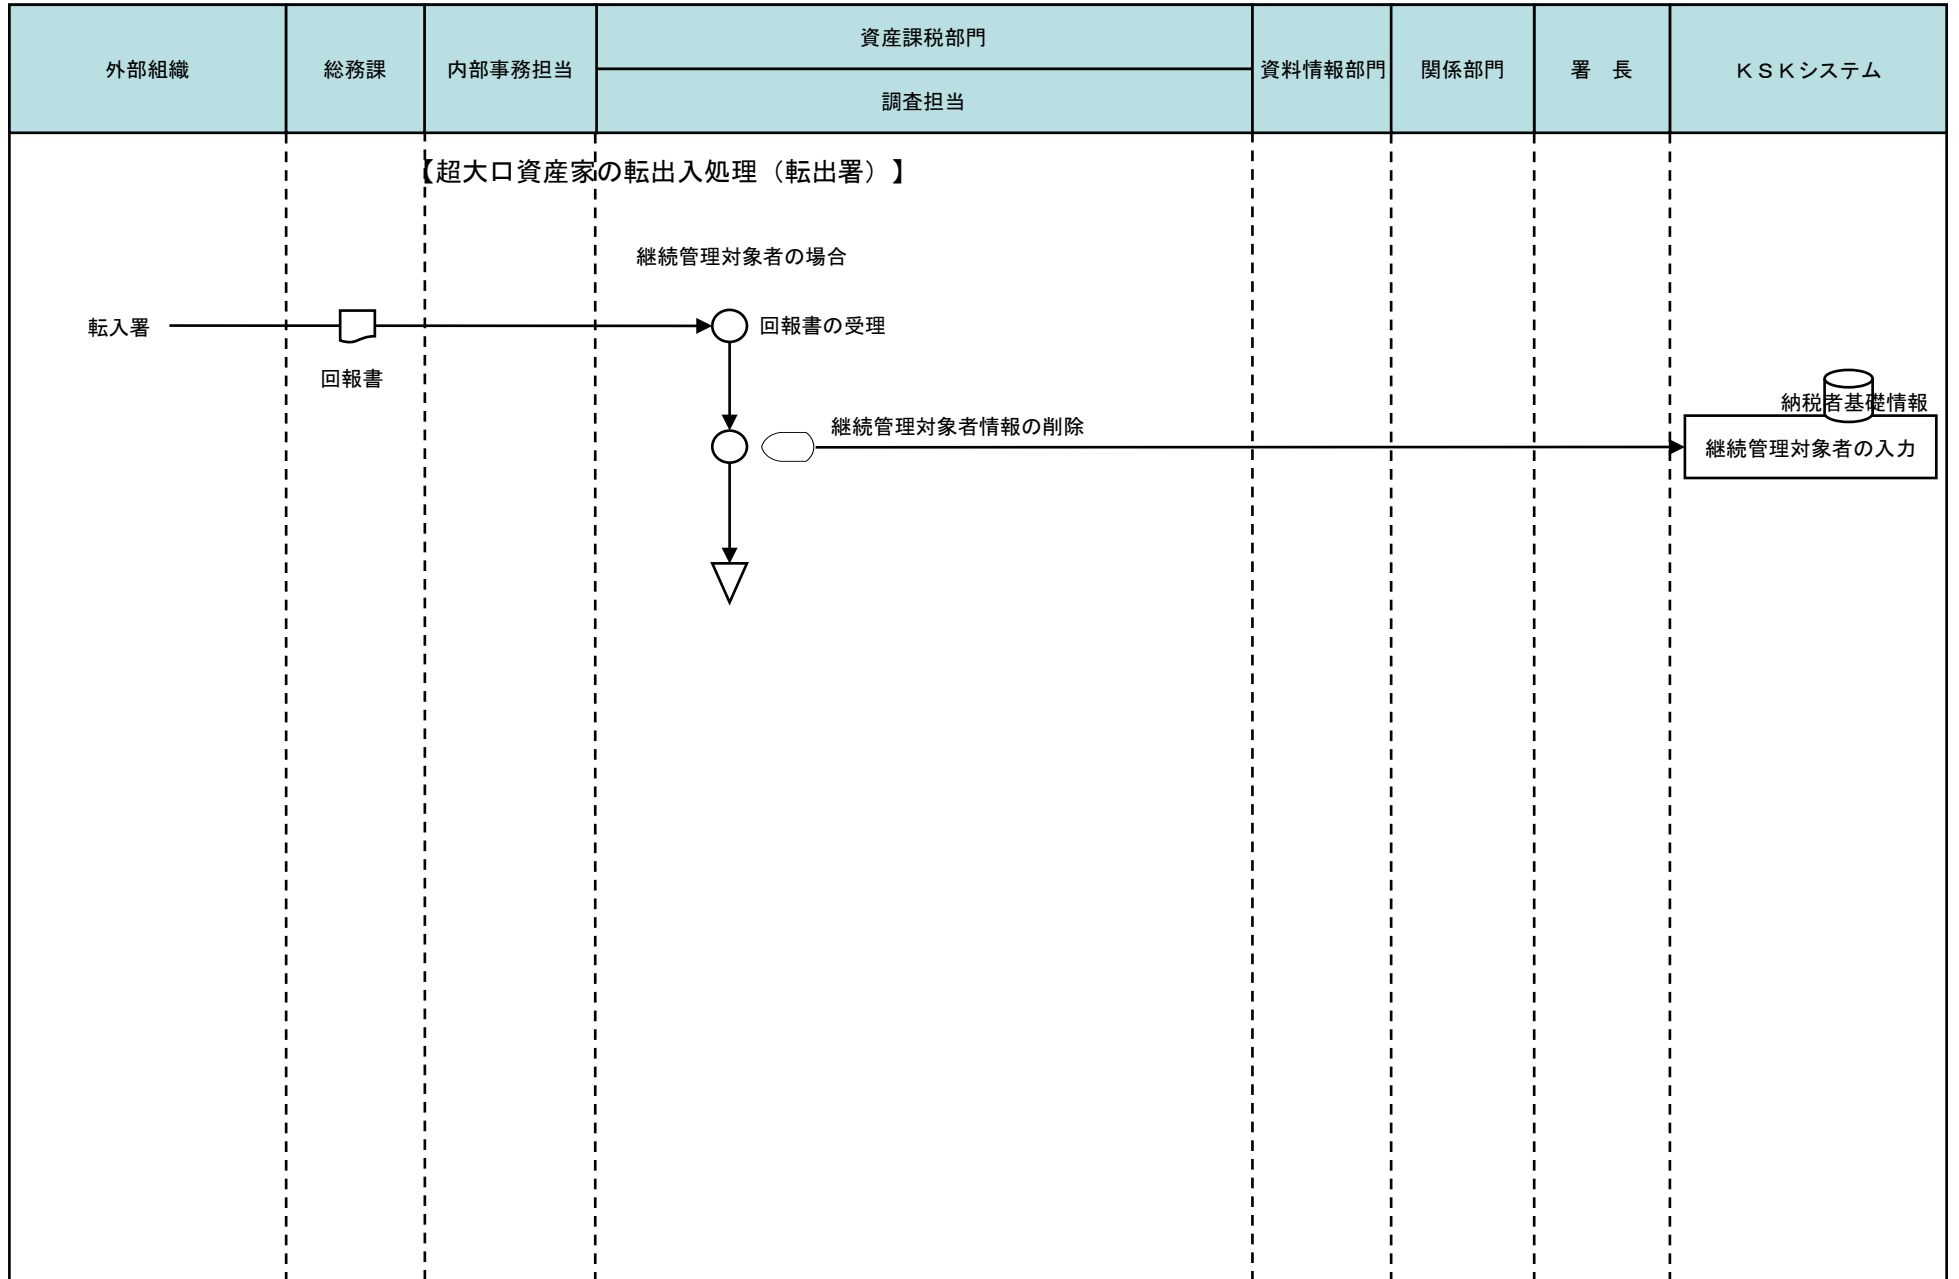 外部組織
総務課
内部事務担当
資産課税部門
調査担当
資料情報部門
関係部門
署　長
ＫＳＫシステム
【超大口資産家の転出入処理（転出署）】
継続管理対象者の場合
転入署
回報書の受理
回報書
納税者基礎情報
継続管理対象者情報の削除
継続管理対象者の入力